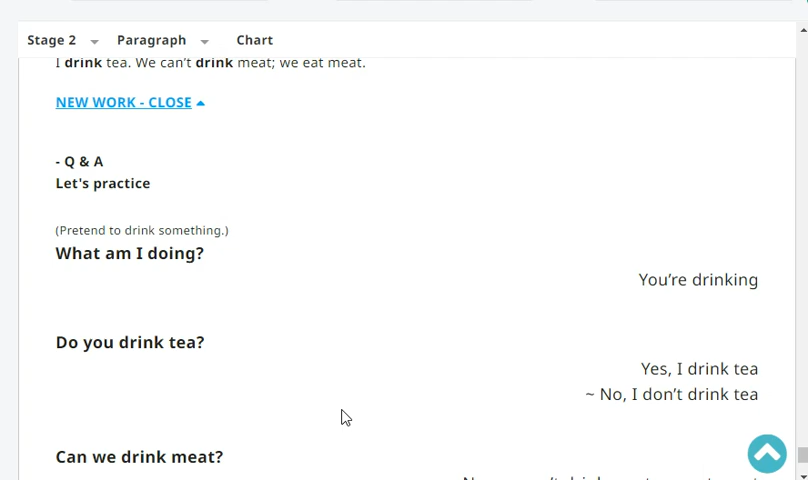 Stage 2 Paragraph Chart
I drink tea. We can't drink meat; we eat meat.
NEW WORK - CLOSE
- Q & A
Let's practice
(Pretend to drink something.)
What am I doing?
You're drinking
Do you drink tea?
Yes, I drink tea
~ No, I don't drink tea
Can we drink meat?